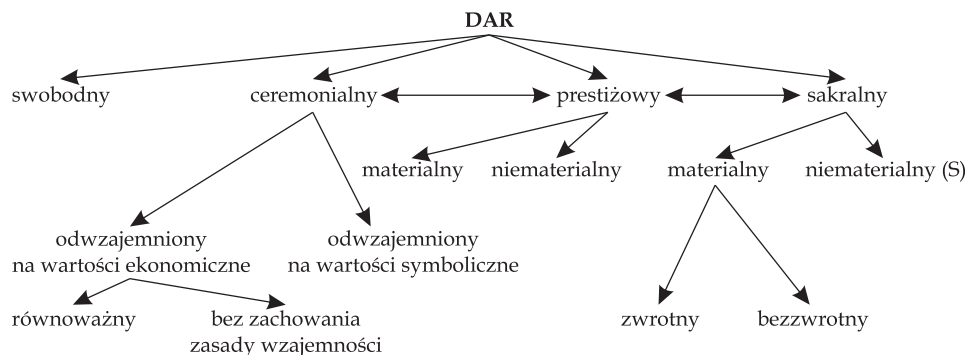 DAR
swobodny
ceremonialny
prestiżowy
sakralny
materialny
niematerialny
materialny
niematerialny (S)
odwzajemniony
na wartości ekonomiczne
odwzajemniony
na wartości symboliczne
równoważny
bez zachowania
zasady wzajemności
zwrotny
bezzwrotny